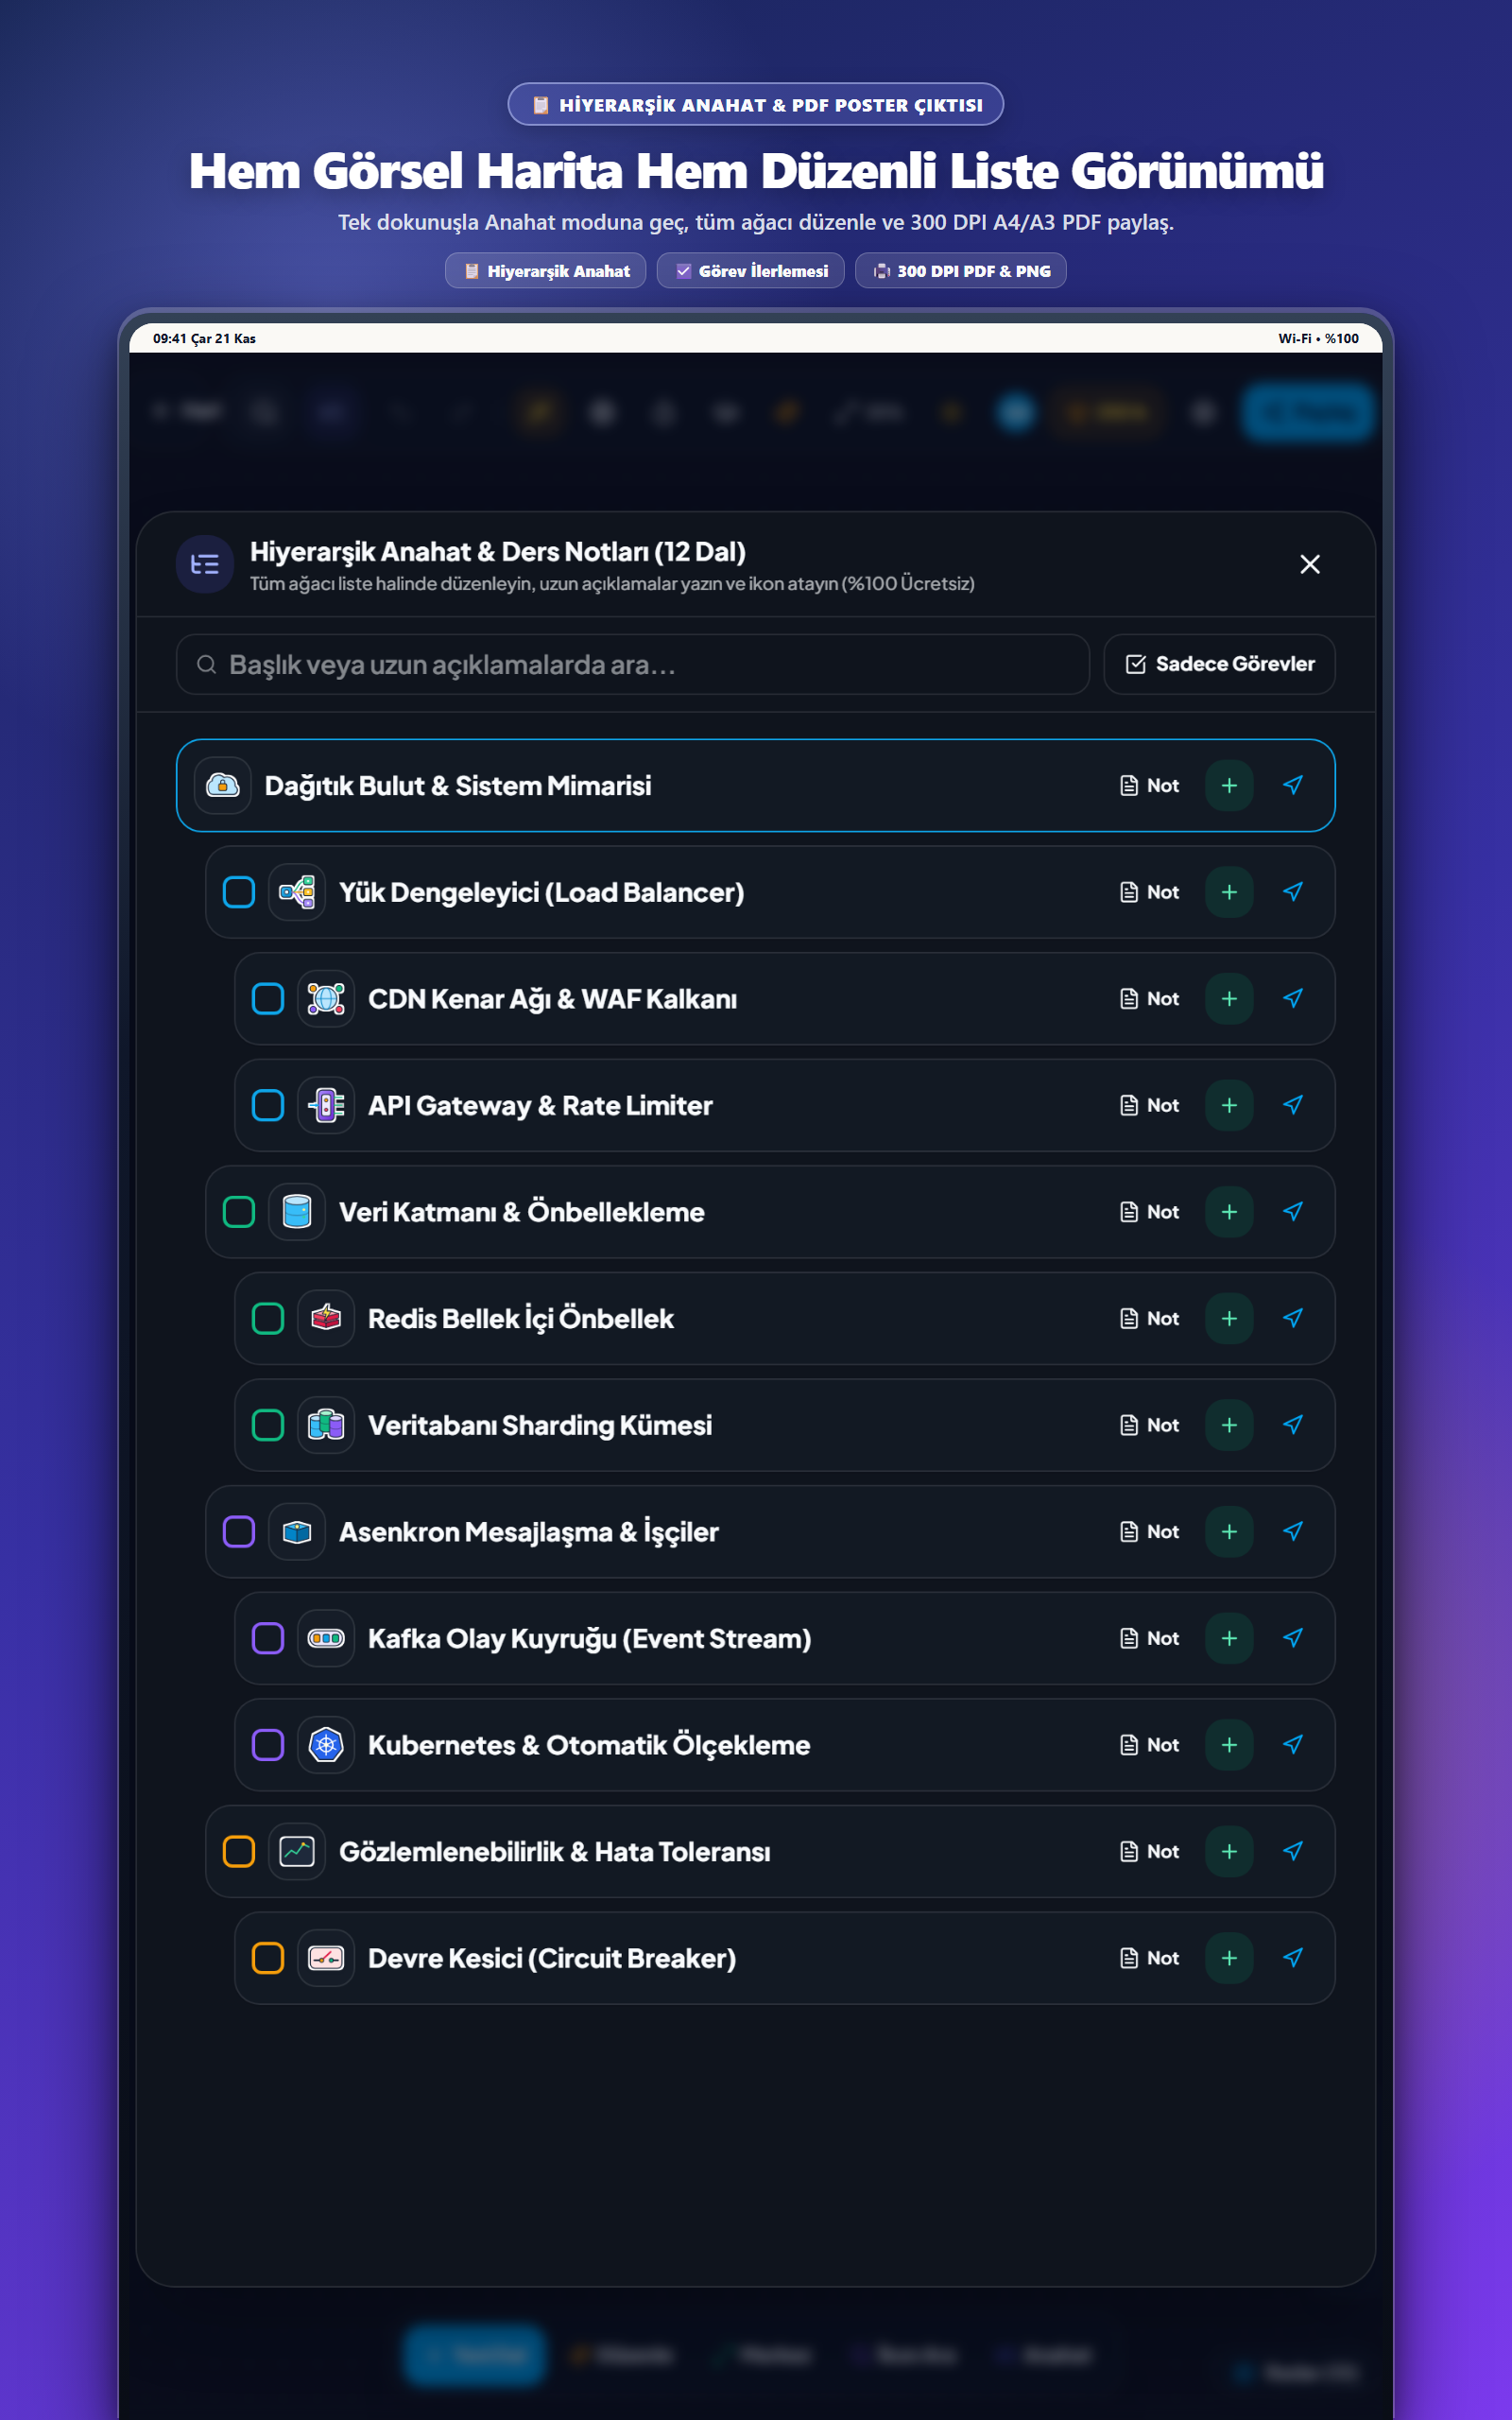 HİYERARŞİK ANAHAT & PDF POSTER ÇIKTISI
Hem Görsel Harita Hem Düzenli Liste Görünümü
Tek dokunuşla Anahat moduna geç, tüm ağacı düzenle ve 300 DPI A4/A3 PDF paylaş.
Hiyerarşik Anahat
Görev İlerlemesi
300 DPI PDF & PNG
09:41 Çar 21 Kas
Wi-Fi • %100
Hiyerarşik Anahat & Ders Notları (12 Dal)
Tüm ağacı liste halinde düzenleyin, uzun açıklamalar yazın ve ikon atayın (%100 Ücretsiz)
Başlık veya uzun açıklamalarda ara...
Sadece Görevler
Dağıtık Bulut & Sistem Mimarisi
Not
Yük Dengeleyici (Load Balancer)
Not
CDN Kenar Ağı & WAF Kalkanı
Not
API Gateway & Rate Limiter
Not
Veri Katmanı & Önbellekleme
Not
Redis Bellek İçi Önbellek
Not
Veritabanı Sharding Kümesi
Not
Asenkron Mesajlaşma & İşçiler
Not
Kafka Olay Kuyruğu (Event Stream)
Not
Kubernetes & Otomatik Ölçekleme
Not
Gözlemlenebilirlik & Hata Toleransı
Not
Devre Kesici (Circuit Breaker)
Not